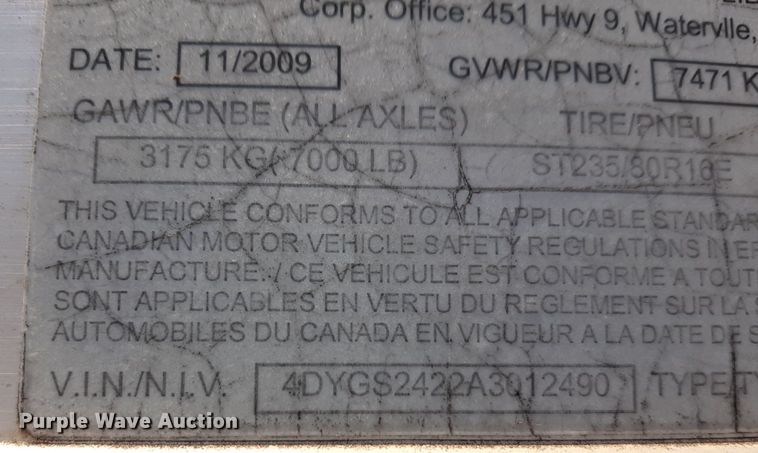 Corp. Office: 451 Hwy 9, Waterville,
DATE: 11/2009 GVWR/PNBV: 7471 K
GAWR/PNBE (ALL AXLES) TIRE/PNEU
3175 KG( 7000 LB) ST235/80R16E
THIS VEHICLE CONFORMS TO ALL APPLICABLE STANDAR
CANADIAN MOTOR VEHICLE SAFETY REGULATIONS IN EF
MANUFACTURE. / CE VEHICULE EST CONFORME A TOUT
SONT APPLICABLES EN VERTU DU REGLEMENT SUR LA S
AUTOMOBILES DU CANADA EN VIGUEUR A LA DATE DE S
V.I.N./N.I.V. 4DYGS2422A3012490 TYPE/TY
Purple Wave Auction